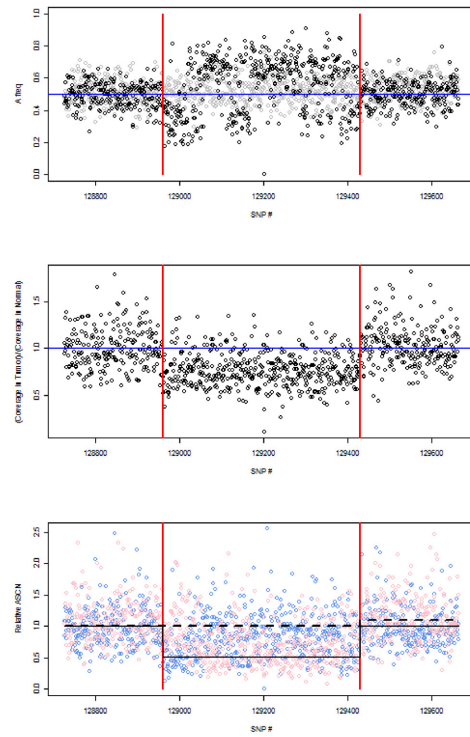 A freq
0.0 0.2 0.4 0.6 0.8 1.0
128800 129000 129200 129400 129600
SNP #
(Coverage in Tumor)/(Coverage in Normal)
0.5 1.0 1.5
128800 129000 129200 129400 129600
SNP #
Relative ASCN
0.0 0.5 1.0 1.5 2.0 2.5
128800 129000 129200 129400 129600
SNP #